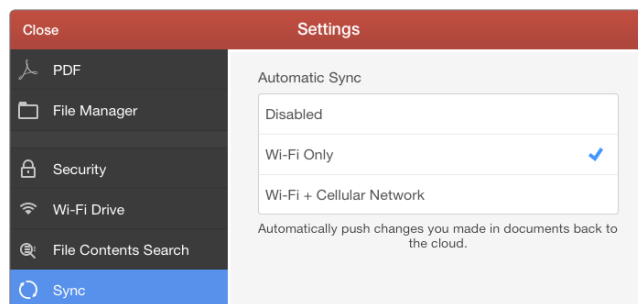 Close
Settings
PDF
File Manager
Security
Wi-Fi Drive
File Contents Search
Sync
Automatic Sync
Disabled
Wi-Fi Only
Wi-Fi + Cellular Network
Automatically push changes you made in documents back to
the cloud.